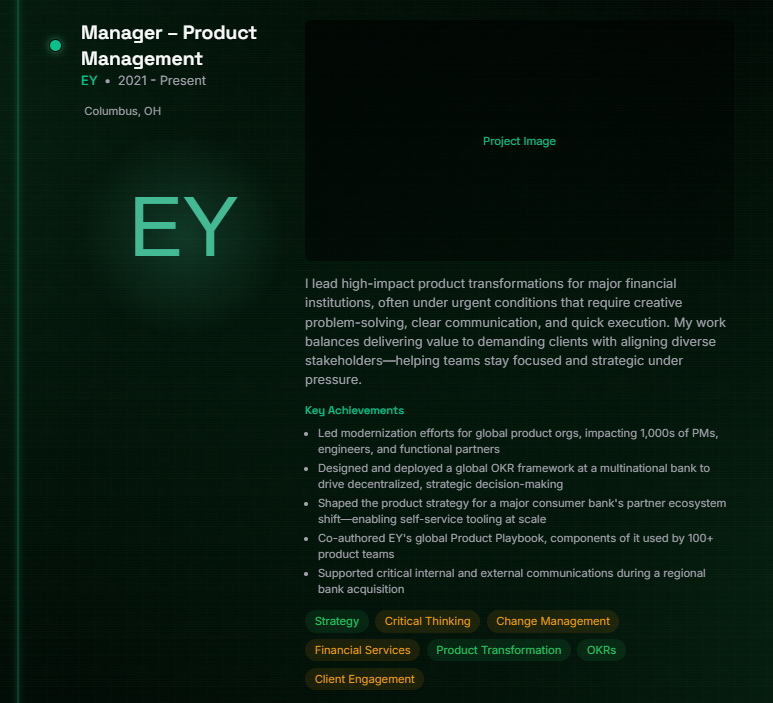 Manager – Product
Management
EY • 2021 - Present
Columbus, OH
EY
Project Image
I lead high-impact product transformations for major financial
institutions, often under urgent conditions that require creative
problem-solving, clear communication, and quick execution. My work
balances delivering value to demanding clients with aligning diverse
stakeholders—helping teams stay focused and strategic under
pressure.
Key Achievements
• Led modernization efforts for global product orgs, impacting 1,000s of PMs,
engineers, and functional partners
• Designed and deployed a global OKR framework at a multinational bank to
drive decentralized, strategic decision-making
• Shaped the product strategy for a major consumer bank's partner ecosystem
shift—enabling self-service tooling at scale
• Co-authored EY's global Product Playbook, components of it used by 100+
product teams
• Supported critical internal and external communications during a regional
bank acquisition
Strategy Critical Thinking Change Management
Financial Services Product Transformation OKRs
Client Engagement